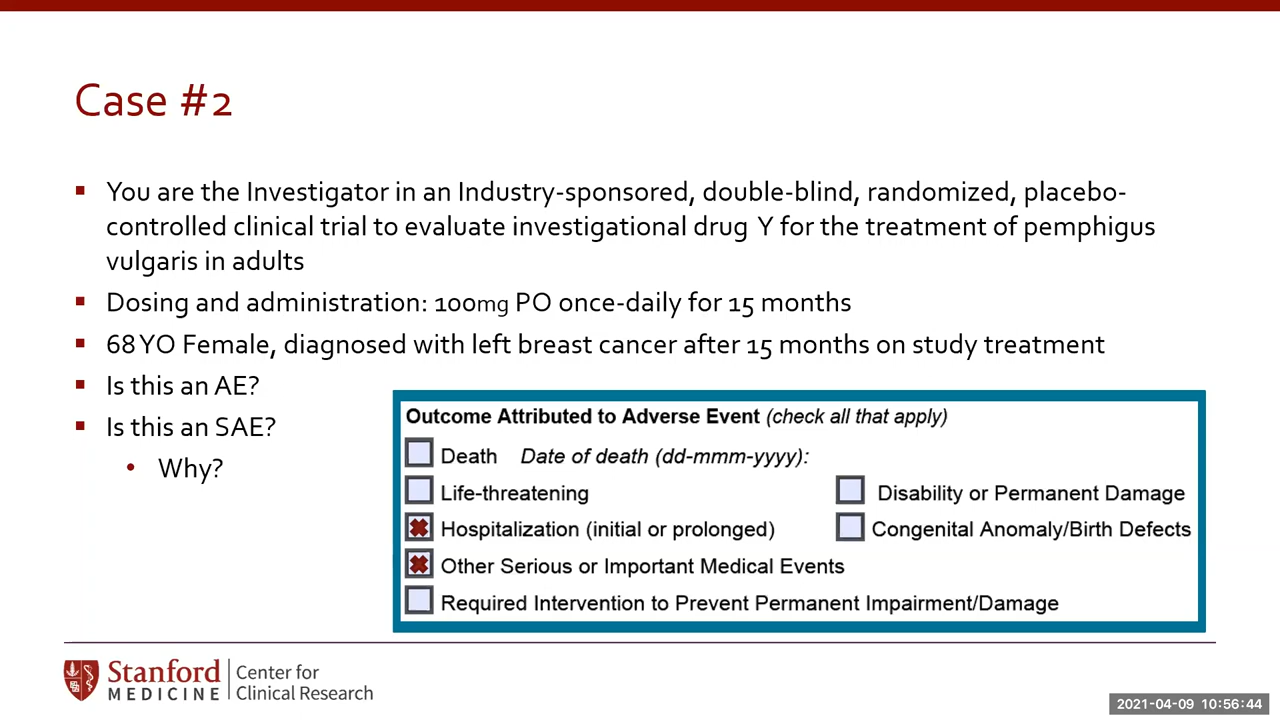 Case #2
You are the Investigator in an Industry-sponsored, double-blind, randomized, placebo-
controlled clinical trial to evaluate investigational drug Y for the treatment of pemphigus
vulgaris in adults
Dosing and administration: 100mg PO once-daily for 15 months
68 YO Female, diagnosed with left breast cancer after 15 months on study treatment
Is this an AE?
Is this an SAE?
Why?
Outcome Attributed to Adverse Event (check all that apply)
Death Date of death (dd-mmm-yyyy):
Life-threatening
Disability or Permanent Damage
Hospitalization (initial or prolonged)
Congenital Anomaly/Birth Defects
Other Serious or Important Medical Events
Required Intervention to Prevent Permanent Impairment/Damage
Stanford
MEDICINE
Center for
Clinical Research
2021-04-09 10:56:44